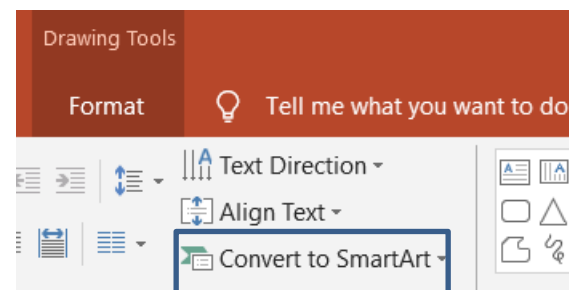 Drawing Tools
Format Tell me what you want to do
Text Direction
Align Text
Convert to SmartArt